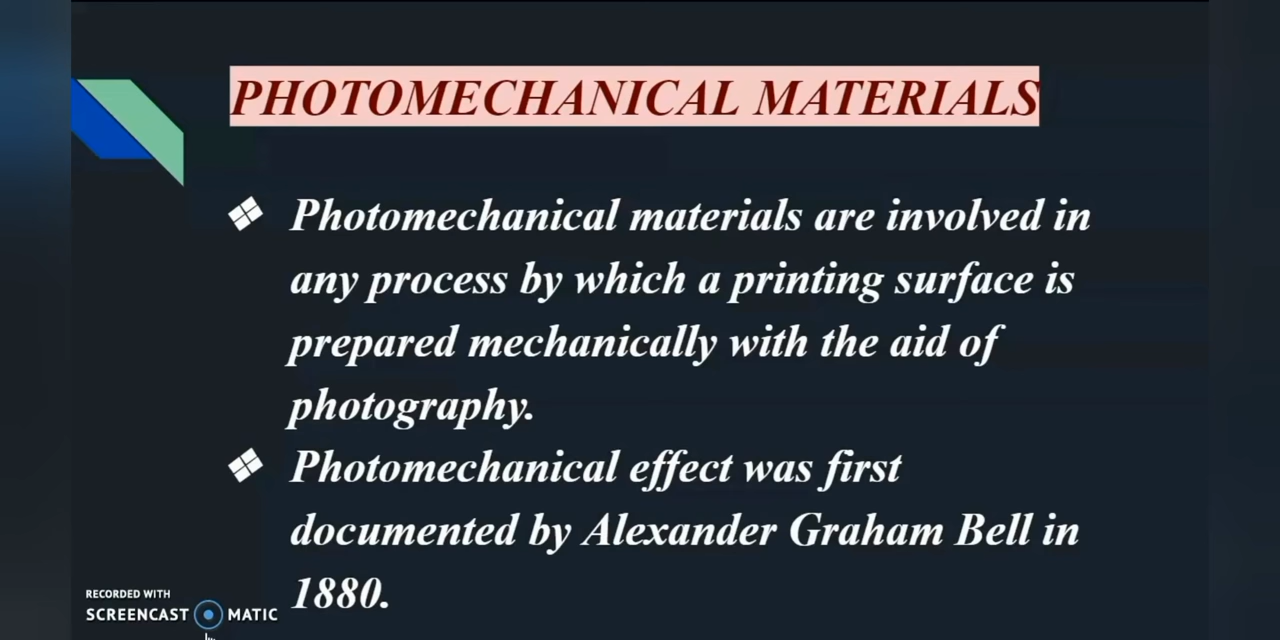 PHOTOMECHANICAL MATERIALS
Photomechanical materials are involved in
any process by which a printing surface is
prepared mechanically with the aid of
photography.
Photomechanical effect was first
documented by Alexander Graham Bell in
1880.
RECORDED WITH
SCREENCAST MATIC